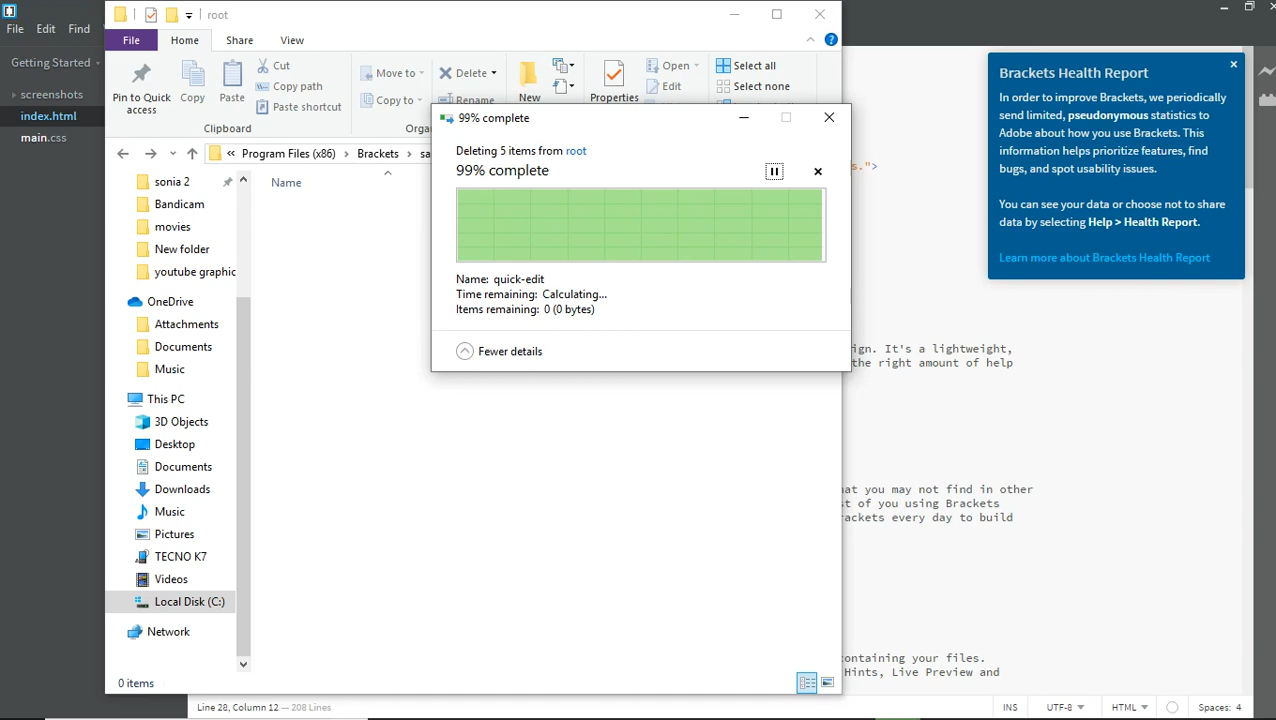 File Edit Find
Getting Started
screenshots
index.html
main.css
root
File Home Share View
Pin to Quick access
Copy
Paste
Cut
Copy path
Paste shortcut
Clipboard
Move to
Copy to
Delete
Rename
Orga
New
Properties
Open
Edit
Select all
Select none
« Program Files (x86) > Brackets > sa
sonia 2
Bandicam
movies
New folder
youtube graphic
OneDrive
Attachments
Documents
Music
This PC
3D Objects
Desktop
Documents
Downloads
Music
Pictures
TECNO K7
Videos
Local Disk (C:)
Network
0 items
Name
99% complete
Deleting 5 items from root
99% complete
Name: quick-edit
Time remaining: Calculating...
Items remaining: 0 (0 bytes)
Fewer details
s.">
ign. It's a lightweight,
the right amount of help
hat you may not find in other
st of you using Brackets
rackets every day to build
containing your files.
Hints, Live Preview and
Brackets Health Report
In order to improve Brackets, we periodically
send limited, pseudonymous statistics to
Adobe about how you use Brackets. This
information helps prioritize features, find
bugs, and spot usability issues.
You can see your data or choose not to share
data by selecting Help > Health Report.
Learn more about Brackets Health Report
Line 28, Column 12 — 208 Lines
INS UTF-8 HTML Spaces: 4